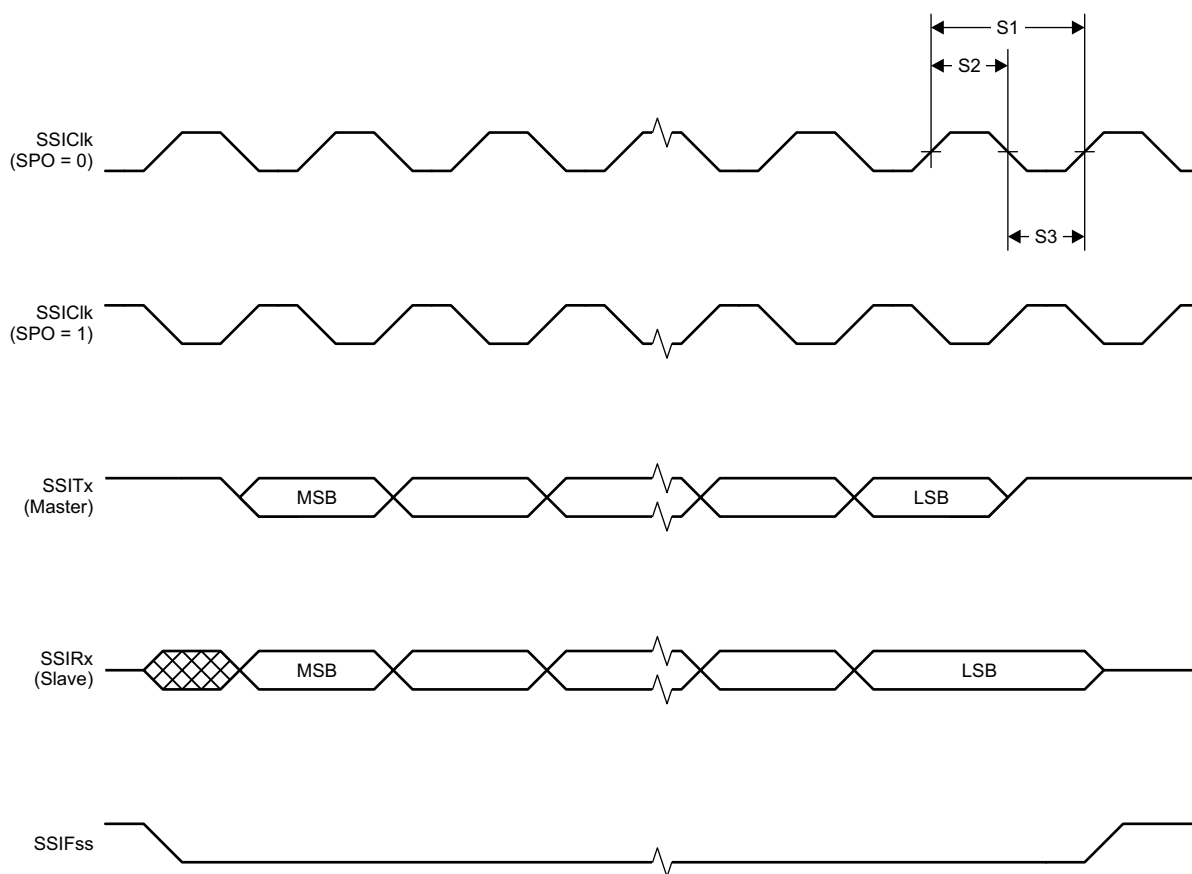 S1
S2
SSIClk
(SPO = 0)
S3
SSIClk
(SPO = 1)
SSITx
(Master)
MSB
LSB
SSIRx
(Slave)
MSB
LSB
SSIFss